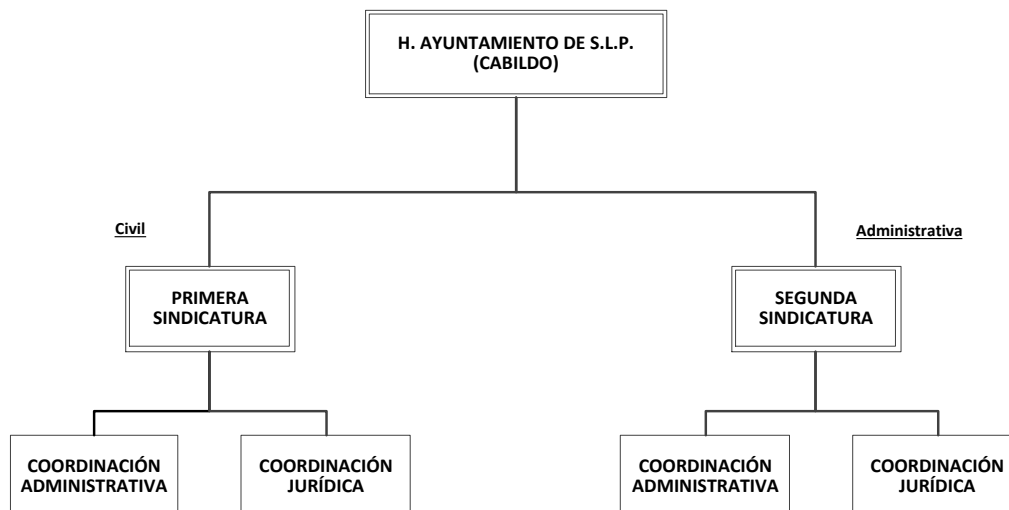 H. AYUNTAMIENTO DE S.L.P.
(CABILDO)
Civil
Administrativa
PRIMERA
SINDICATURA
SEGUNDA
SINDICATURA
COORDINACIÓN
ADMINISTRATIVA
COORDINACIÓN
JURÍDICA
COORDINACIÓN
ADMINISTRATIVA
COORDINACIÓN
JURÍDICA